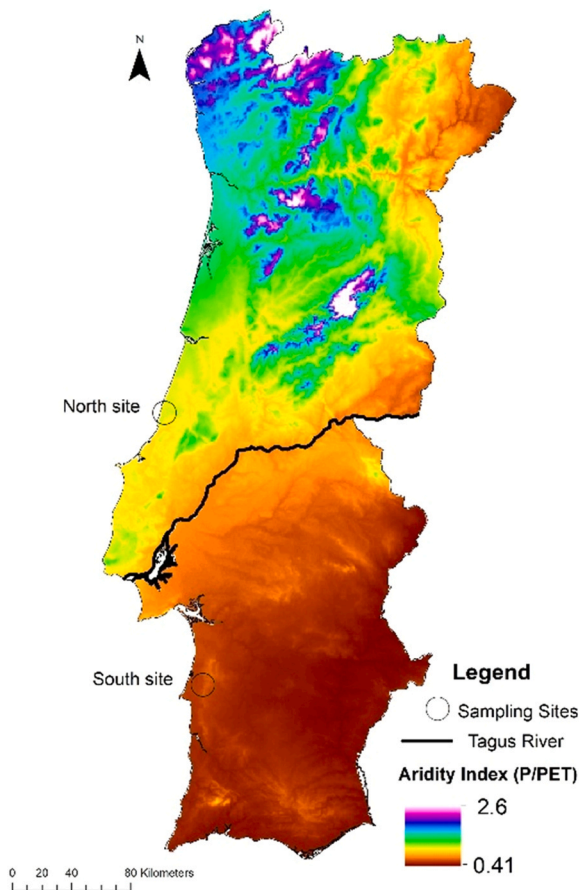 N
North site
South site
Legend
Sampling Sites
Tagus River
Aridity Index (P/PET)
2.6
0.41
0 20 40 80 Kilometers